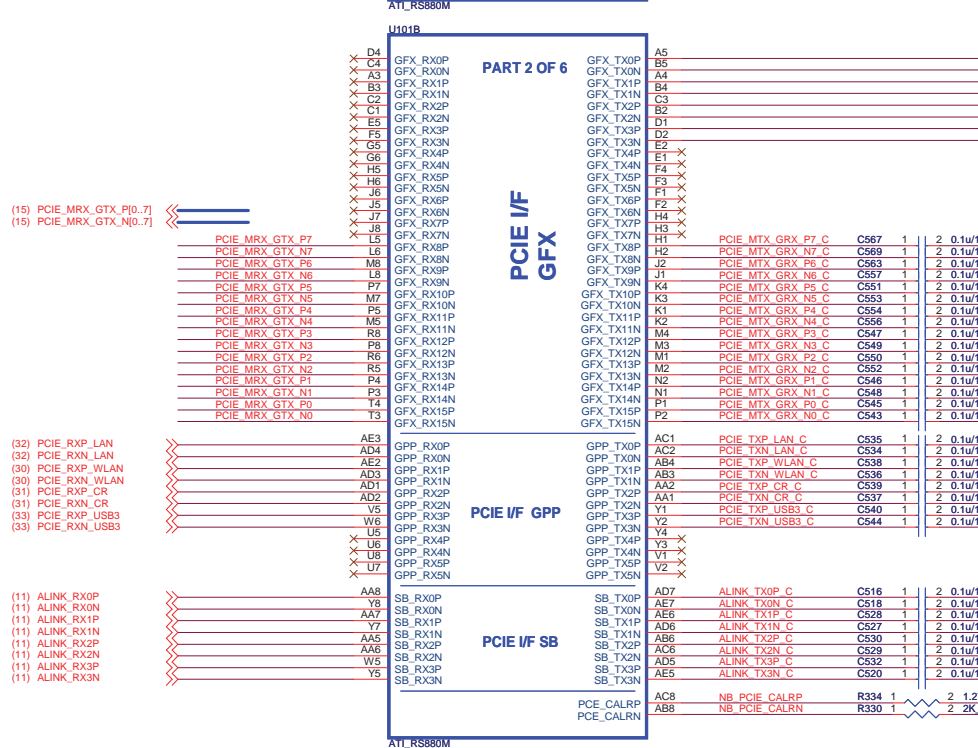 ATI_RS880M
U101B
PART 2 OF 6
PCIE I/F
GFX
D4 GFX_RX0P GFX_TX0P A5
C4 GFX_RX0N GFX_TX0N B5
A3 GFX_RX1P GFX_TX1P A4
B3 GFX_RX1N GFX_TX1N B4
C2 GFX_RX2P GFX_TX2P C3
C1 GFX_RX2N GFX_TX2N B2
E5 GFX_RX3P GFX_TX3P D1
F5 GFX_RX3N GFX_TX3N D2
G5 GFX_RX4P GFX_TX4P E2
G6 GFX_RX4N GFX_TX4N E1
H5 GFX_RX5P GFX_TX5P F4
H6 GFX_RX5N GFX_TX5N F3
J6 GFX_RX6P GFX_TX6P F1
(15) PCIE_MRX_GTX_P[0..7] J5 GFX_RX6N GFX_TX6N F2
(15) PCIE_MRX_GTX_N[0..7] J7 GFX_RX7P GFX_TX7P H4
J8 GFX_RX7N GFX_TX7N H3
PCIE_MRX_GTX_P7 L5 GFX_RX8P GFX_TX8P H1 PCIE_MTX_GRX_P7_C C567 1 2 0.1u/1
PCIE_MRX_GTX_N7 L6 GFX_RX8N GFX_TX8N H2 PCIE_MTX_GRX_N7_C C569 1 2 0.1u/1
PCIE_MRX_GTX_P6 M8 GFX_RX9P GFX_TX9P J2 PCIE_MTX_GRX_P6_C C563 1 2 0.1u/1
PCIE_MRX_GTX_N6 L8 GFX_RX9N GFX_TX9N J1 PCIE_MTX_GRX_N6_C C557 1 2 0.1u/1
PCIE_MRX_GTX_P5 P7 GFX_RX10P GFX_TX10P K4 PCIE_MTX_GRX_P5_C C551 1 2 0.1u/1
PCIE_MRX_GTX_N5 M7 GFX_RX10N GFX_TX10N K3 PCIE_MTX_GRX_N5_C C553 1 2 0.1u/1
PCIE_MRX_GTX_P4 P5 GFX_RX11P GFX_TX11P K1 PCIE_MTX_GRX_P4_C C554 1 2 0.1u/1
PCIE_MRX_GTX_N4 M5 GFX_RX11N GFX_TX11N K2 PCIE_MTX_GRX_N4_C C556 1 2 0.1u/1
PCIE_MRX_GTX_P3 R8 GFX_RX12P GFX_TX12P M4 PCIE_MTX_GRX_P3_C C547 1 2 0.1u/1
PCIE_MRX_GTX_N3 P8 GFX_RX12N GFX_TX12N M3 PCIE_MTX_GRX_N3_C C549 1 2 0.1u/1
PCIE_MRX_GTX_P2 R6 GFX_RX13P GFX_TX13P M1 PCIE_MTX_GRX_P2_C C550 1 2 0.1u/1
PCIE_MRX_GTX_N2 R5 GFX_RX13N GFX_TX13N M2 PCIE_MTX_GRX_N2_C C552 1 2 0.1u/1
PCIE_MRX_GTX_P1 P4 GFX_RX14P GFX_TX14P N2 PCIE_MTX_GRX_P1_C C546 1 2 0.1u/1
PCIE_MRX_GTX_N1 P3 GFX_RX14N GFX_TX14N N1 PCIE_MTX_GRX_N1_C C548 1 2 0.1u/1
PCIE_MRX_GTX_P0 T4 GFX_RX15P GFX_TX15P P1 PCIE_MTX_GRX_P0_C C545 1 2 0.1u/1
PCIE_MRX_GTX_N0 T3 GFX_RX15N GFX_TX15N P2 PCIE_MTX_GRX_N0_C C543 1 2 0.1u/1
(32) PCIE_RXP_LAN AE3 GPP_RX0P GPP_TX0P AC1 PCIE_TXP_LAN_C C535 1 2 0.1u/1
(32) PCIE_RXN_LAN AD4 GPP_RX0N GPP_TX0N AC2 PCIE_TXN_LAN_C C534 1 2 0.1u/1
(30) PCIE_RXP_WLAN AE2 GPP_RX1P GPP_TX1P AB4 PCIE_TXP_WLAN_C C538 1 2 0.1u/1
(30) PCIE_RXN_WLAN AD3 GPP_RX1N GPP_TX1N AB3 PCIE_TXN_WLAN_C C536 1 2 0.1u/1
(31) PCIE_RXP_CR AD1 GPP_RX2P GPP_TX2P AA2 PCIE_TXP_CR_C C539 1 2 0.1u/1
(31) PCIE_RXN_CR AD2 GPP_RX2N GPP_TX2N AA1 PCIE_TXN_CR_C C537 1 2 0.1u/1
PCIE I/F GPP
(33) PCIE_RXP_USB3 V5 GPP_RX3P GPP_TX3P Y1 PCIE_TXP_USB3_C C540 1 2 0.1u/1
(33) PCIE_RXN_USB3 W6 GPP_RX3N GPP_TX3N Y2 PCIE_TXN_USB3_C C544 1 2 0.1u/1
U5 GPP_RX4P GPP_TX4P Y4
U6 GPP_RX4N GPP_TX4N Y3
U8 GPP_RX5P GPP_TX5P V1
U7 GPP_RX5N GPP_TX5N V2
(11) ALINK_RX0P AA8 SB_RX0P SB_TX0P AD7 ALINK_TX0P_C C516 1 2 0.1u/1
(11) ALINK_RX0N Y8 SB_RX0N SB_TX0N AE7 ALINK_TX0N_C C518 1 2 0.1u/1
(11) ALINK_RX1P AA7 SB_RX1P SB_TX1P AE6 ALINK_TX1P_C C528 1 2 0.1u/1
(11) ALINK_RX1N Y7 SB_RX1N SB_TX1N AD6 ALINK_TX1N_C C527 1 2 0.1u/1
PCIE I/F SB
(11) ALINK_RX2P AA5 SB_RX2P SB_TX2P AB6 ALINK_TX2P_C C530 1 2 0.1u/1
(11) ALINK_RX2N AA6 SB_RX2N SB_TX2N AC6 ALINK_TX2N_C C529 1 2 0.1u/1
(11) ALINK_RX3P W5 SB_RX3P SB_TX3P AD5 ALINK_TX3P_C C532 1 2 0.1u/1
(11) ALINK_RX3N Y5 SB_RX3N SB_TX3N AE5 ALINK_TX3N_C C520 1 2 0.1u/1
PCE_CALRP AC8 NB_PCIE_CALRP R334 1 2 1.2
PCE_CALRN AB8 NB_PCIE_CALRN R330 1 2 2K_
ATI_RS880M